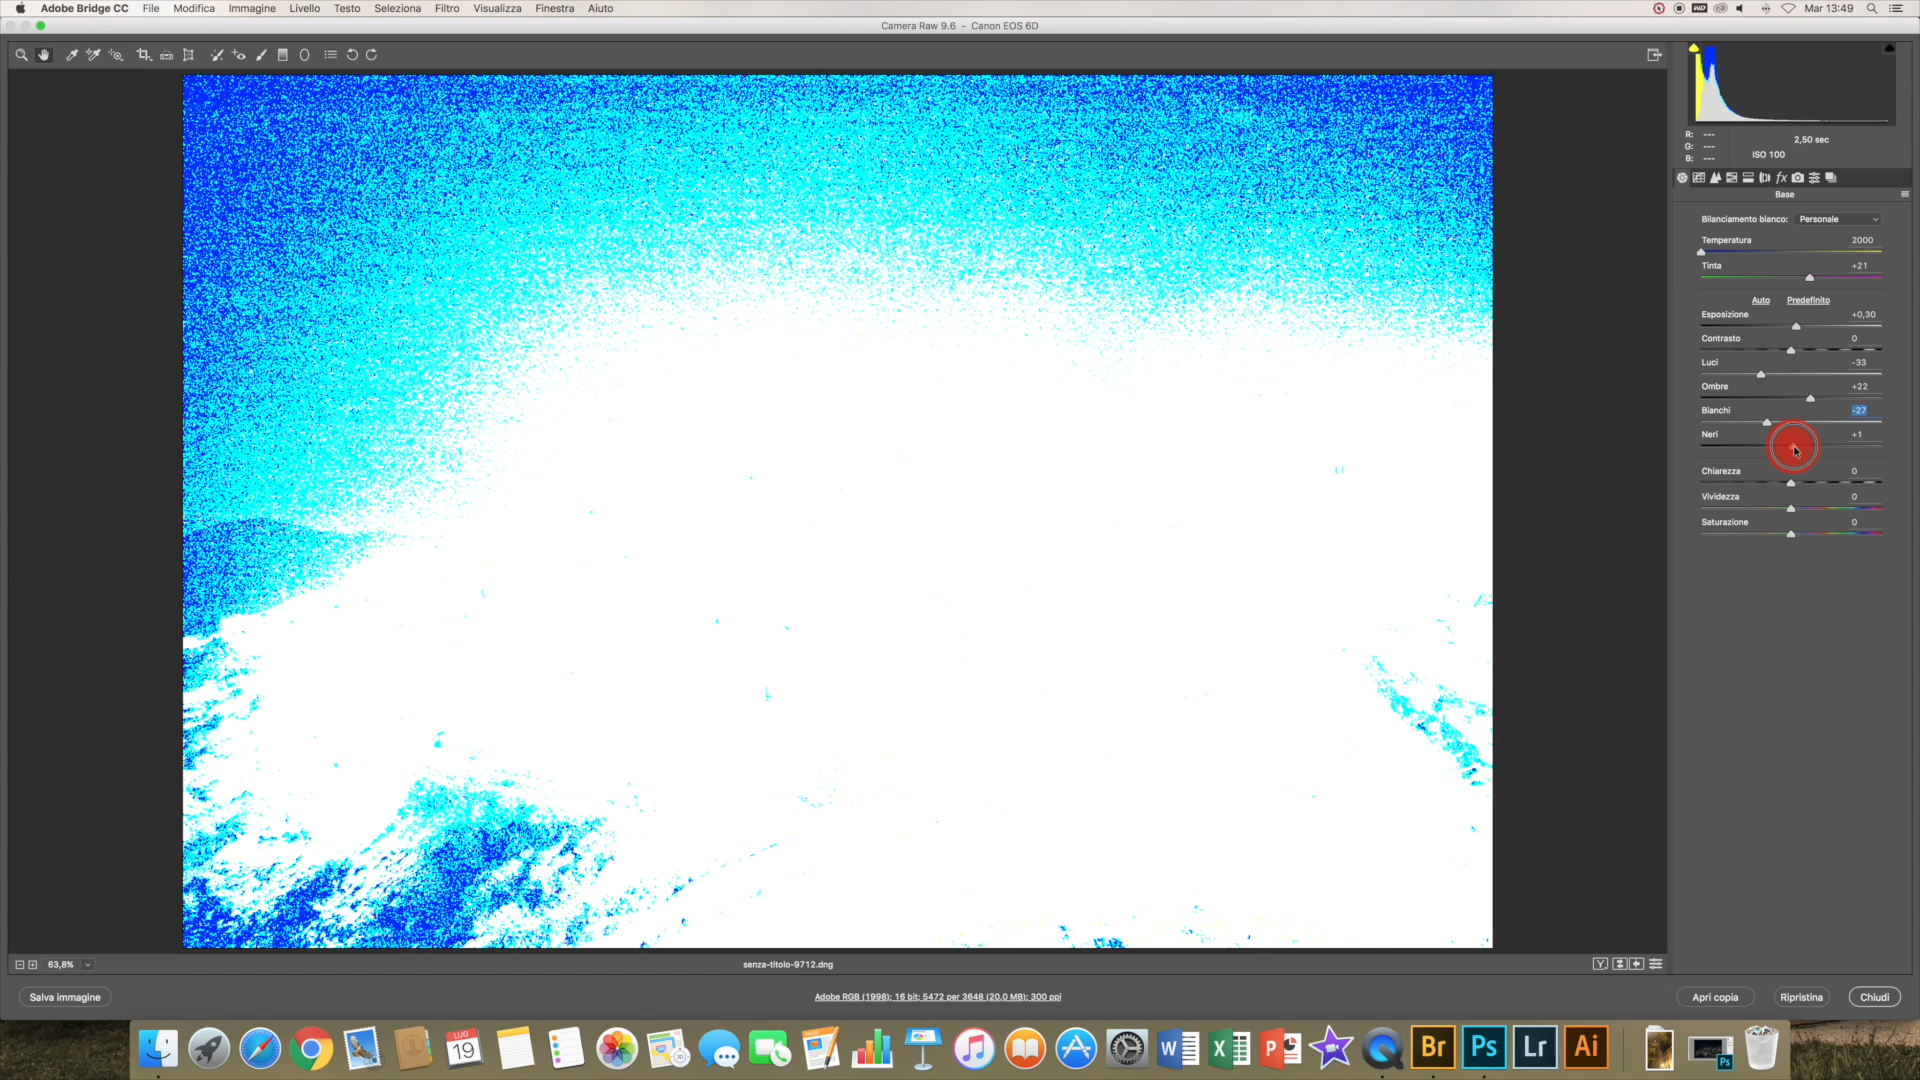 Adobe Bridge CC File Modifica Immagine Livello Testo Seleziona Filtro Visualizza Finestra Aiuto Mar 13:49
Camera Raw 9.6 - Canon EOS 6D
R: ---
G: --- 2,50 sec
B: --- ISO 100
Base
Bilanciamento bianco: Personale
Temperatura 2000
Tinta +21
Auto Predefinito
Esposizione +0,30
Contrasto 0
Luci -33
Ombre +22
Bianchi -27
Neri +1
Chiarezza 0
Vividezza 0
Saturazione 0
63,8% senza-titolo-9712.dng
Salva immagine Adobe RGB (1998); 16 bit; 5472 per 3648 (20,0 MB); 300 ppi Apri copia Ripristina Chiudi
LUG
19
3D
W X P Br Ps Lr Ai Ps